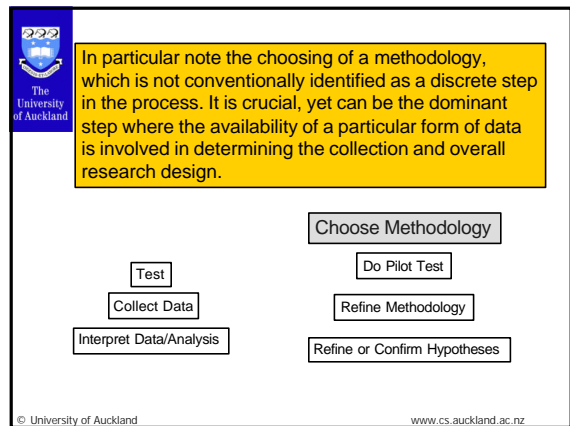 The
University
of Auckland
In particular note the choosing of a methodology,
which is not conventionally identified as a discrete step
in the process. It is crucial, yet can be the dominant
step where the availability of a particular form of data
is involved in determining the collection and overall
research design.
Choose Methodology
Test
Do Pilot Test
Collect Data
Refine Methodology
Interpret Data/Analysis
Refine or Confirm Hypotheses
© University of Auckland
www.cs.auckland.ac.nz